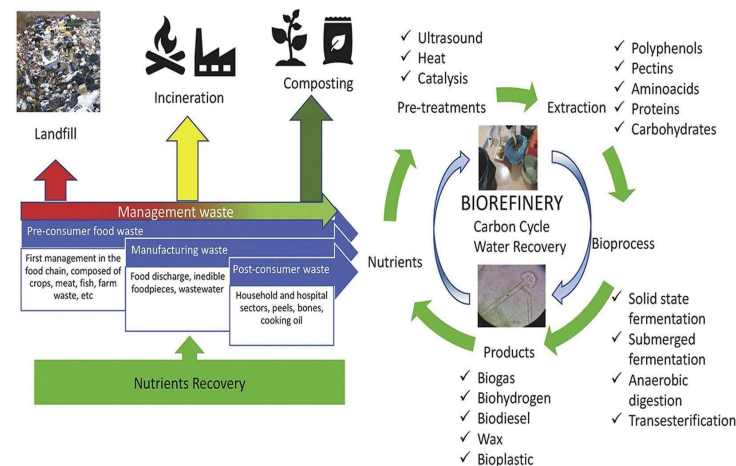 Landfill
Incineration
Composting
Management waste
Pre-consumer food waste
First management in
the food chain,
composed of
crops, meat, fish, farm
waste, etc
Manufacturing waste
Food discharge, inedible
foodpieces, wastewater
Post-consumer waste
Household and hospital
sectors, peels, bones,
cooking oil
Nutrients Recovery
✓ Ultrasound
✓ Heat
✓ Catalysis
Pre-treatments
Extraction
✓ Polyphenols
✓ Pectins
✓ Aminoacids
✓ Proteins
✓ Carbohydrates
BIOREFINERY
Carbon Cycle
Water Recovery
Nutrients
Bioprocess
✓ Solid state
fermentation
✓ Submerged
fermentation
✓ Anaerobic
digestion
✓ Transesterification
Products
✓ Biogas
✓ Biohydrogen
✓ Biodiesel
✓ Wax
✓ Bioplastic